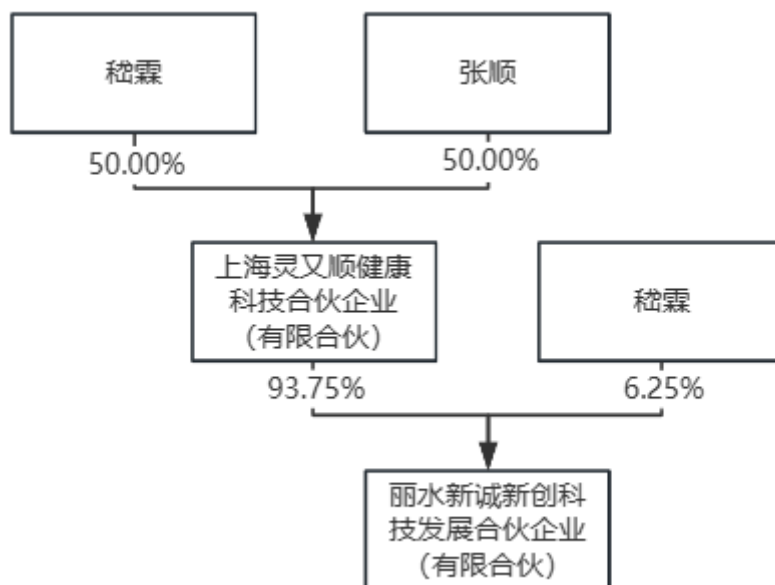 嵇霖
张顺
50.00%
50.00%
上海灵又顺健康
科技合伙企业
（有限合伙）
嵇霖
93.75%
6.25%
丽水新诚新创科
技发展合伙企业
（有限合伙）